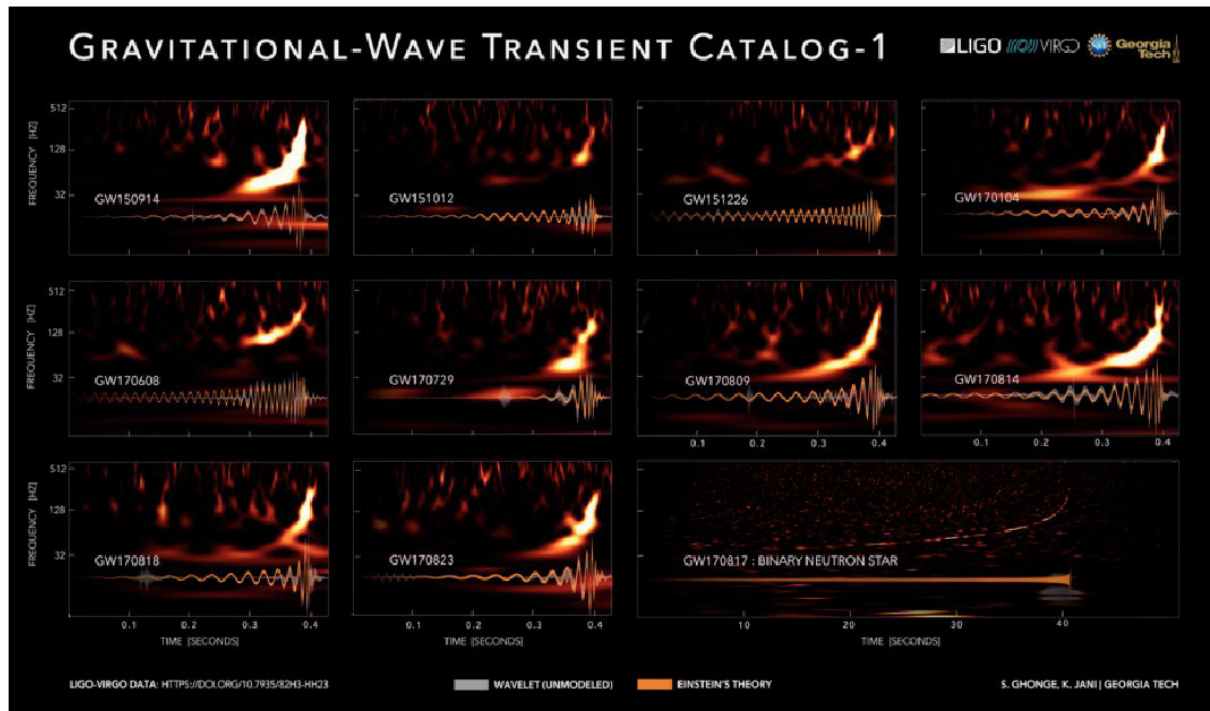 GRAVITATIONAL-WAVE TRANSIENT CATALOG-1
LIGO VIRGO NSF Georgia Tech
FREQUENCY [HZ]
512
128
32
GW150914
GW151012
GW151226
GW170104
FREQUENCY [HZ]
512
128
32
GW170608
GW170729
GW170809
GW170814
0.1 0.2 0.3 0.4
0.1 0.2 0.3 0.4
FREQUENCY [HZ]
512
128
32
GW170818
GW170823
GW170817 : BINARY NEUTRON STAR
0.1 0.2 0.3 0.4
0.1 0.2 0.3 0.4
10 20 30 40
TIME [SECONDS]
TIME [SECONDS]
TIME [SECONDS]
LIGO-VIRGO DATA: HTTPS://DOI.ORG/10.7935/82H3-HH23
WAVELET (UNMODELED)
EINSTEIN'S THEORY
S. GHONGE, K. JANI | GEORGIA TECH